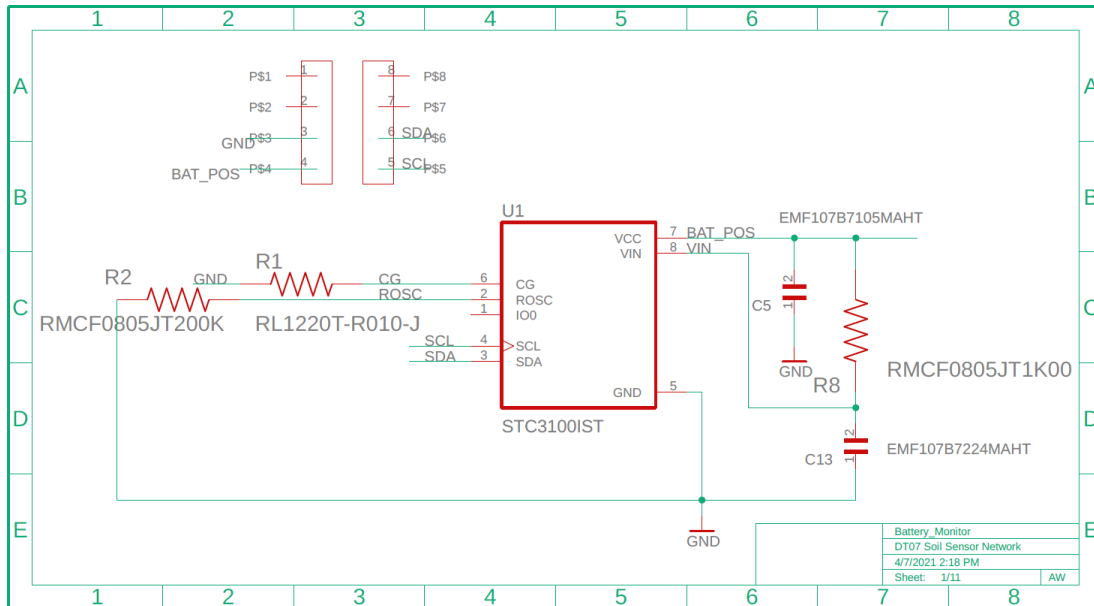 1 2 3 4 5 6 7 8
A A
P$1 1 8 P$8
P$2 2 7 P$7
GND P$3 3 6 SDA P$6
BAT_POS P$4 4 5 SCL P$5
B B
U1
EMF107B7105MAHT
VCC 7 BAT_POS
VIN 8 VIN
R2 GND R1 CG 6 CG
ROSC 2 ROSC
1 IO0
C C
C5 2 1
RMCF0805JT200K RL1220T-R010-J
SCL 4 SCL
SDA 3 SDA
GND
RMCF0805JT1K00
R8
GND 5
D D
STC3100IST
C13 2 1 EMF107B7224MAHT
E E
GND
Battery_Monitor
DT07 Soil Sensor Network
4/7/2021 2:18 PM
Sheet: 1/11 AW
1 2 3 4 5 6 7 8